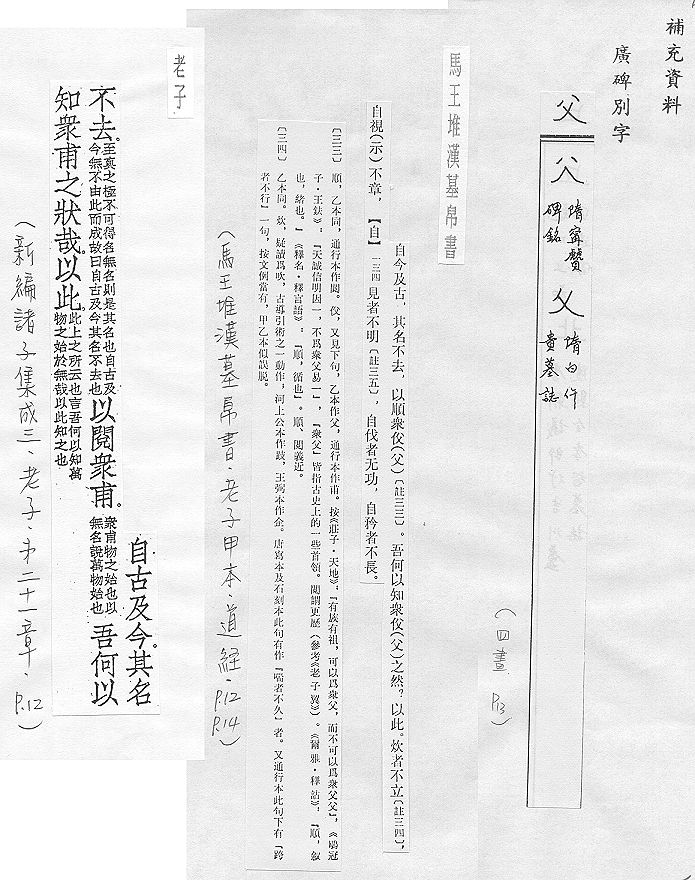 補充資料
廣碑別字
父
父 隋甯贙碑銘 父 隋白仵貴墓誌
(四畫 P.13)
馬王堆漢墓帛書
自今及古,其名不去,以順衆伩(父)〔註三三〕。吾何以知衆伩(父)之然?以此。炊者不立〔註三四〕,
自視(示)不章,【自】一三四見者不明〔註三五〕,自伐者无功,自矜者不長。
〔三三〕 順,乙本同,通行本作閱。伩,又見下句,乙本作父,通行本作甫。按《莊子·天地》:『有族有祖,可以爲衆父,而不可以爲衆父父』,《鶡冠
子·王鈇》:『天誠信明因一,不爲衆父易一』,『衆父』皆指古史上的一些首領。閱謂更歷(參考《老子翼》)。《爾雅·釋詁》:『順,叙
也,緒也。』《釋名·釋言語》:『順,循也』。順、閱義近。
〔三四〕 乙本同。炊,疑讀爲吹,古導引術之一動作,河上公本作跂,王弼本作企。唐寫本及石刻本此句有作『喘者不久』者。又通行本此句下有『跨
者不行』一句,按文例當有,甲乙本似誤脱。
(馬王堆漢墓帛書·老子甲本·道經·P.12 P.14)
老子
自古及今。其名
不去。至真之極不可得名無名則是其名也自古及今無不由此而成故曰自古及今其名不去也以閱衆甫。衆甫物之始也以無名說萬物始也吾何以
知衆甫之狀哉。以此。此上之所云也言吾何以知萬物之始於無哉以此知之也
(新編諸子集成三、老子·第二十一章·P.12)